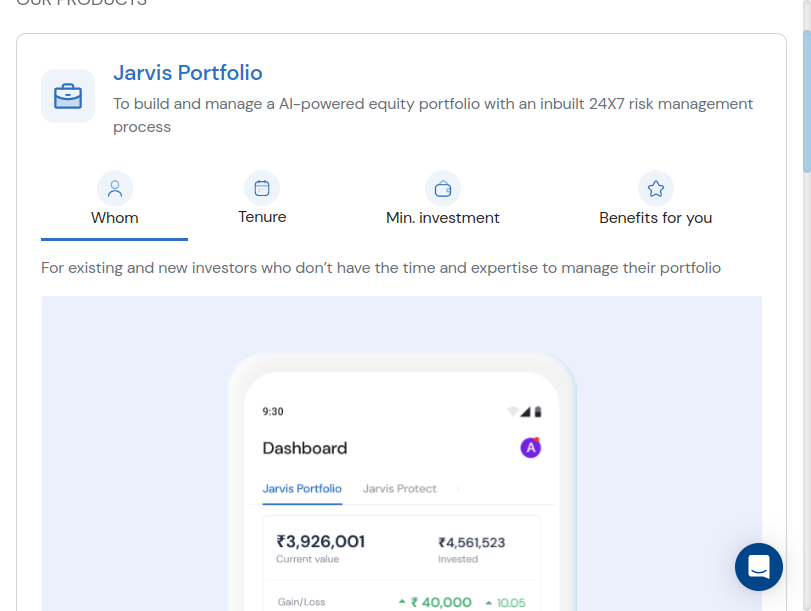 OUR PRODUCTS
Jarvis Portfolio
To build and manage a AI-powered equity portfolio with an inbuilt 24X7 risk management
process
Whom
Tenure
Min. investment
Benefits for you
For existing and new investors who don’t have the time and expertise to manage their portfolio
9:30
Dashboard
A
Jarvis Portfolio
Jarvis Protect
₹3,926,001
₹4,561,523
Current value
Invested
Gain/Loss
₹ 40,000
10.05